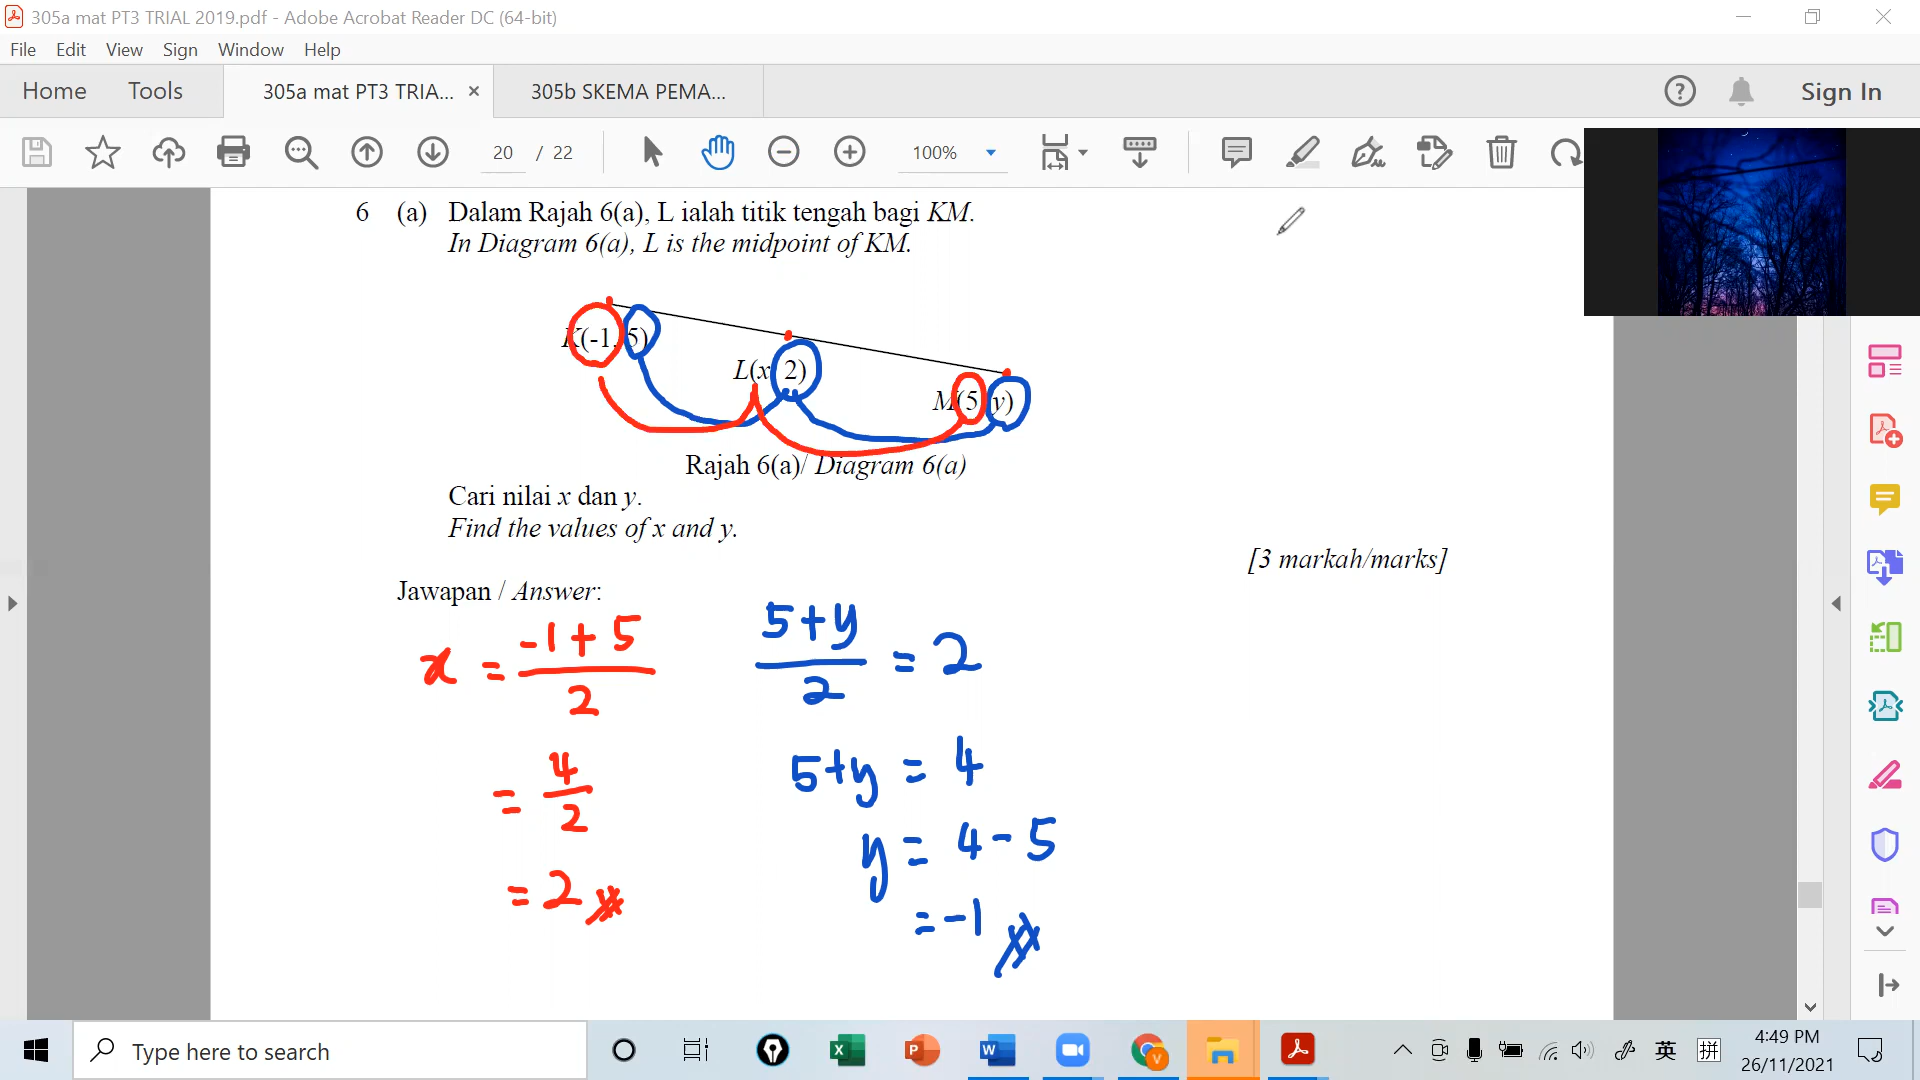 305a mat PT3 TRIAL 2019.pdf - Adobe Acrobat Reader DC (64-bit)
File Edit View Sign Window Help
Home Tools 305a mat PT3 TRIA... × 305b SKEMA PEMA... Sign In
20 / 22 100%
6 (a) Dalam Rajah 6(a), L ialah titik tengah bagi KM.
In Diagram 6(a), L is the midpoint of KM.
K(-1, 5)
L(x, 2)
M(5, y)
Rajah 6(a)/ Diagram 6(a)
Cari nilai x dan y.
Find the values of x and y.
[3 markah/marks]
Jawapan / Answer:
x = (-1 + 5)/2
= 4/2
= 2
(5+y)/2 = 2
5+y = 4
y = 4 - 5
= -1
Type here to search
英 拼
4:49 PM
26/11/2021